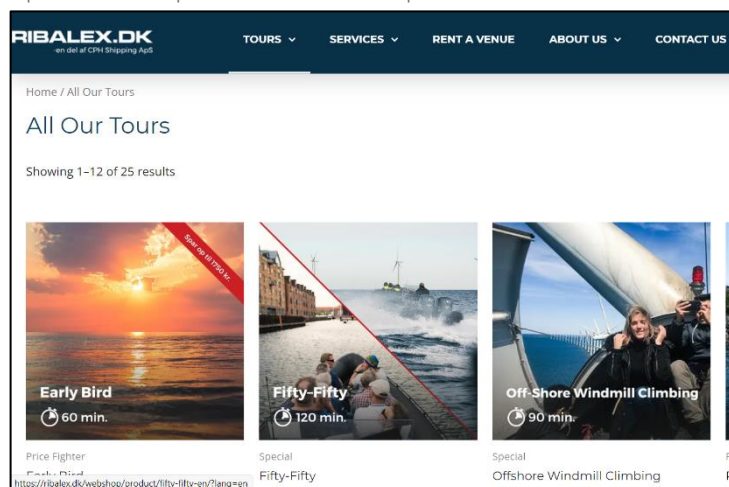 RIBALEX.DK
-en del af CPH Shipping ApS
TOURS SERVICES RENT A VENUE ABOUT US CONTACT US
Home / All Our Tours
All Our Tours
Showing 1–12 of 25 results
Spar op til 1750 kr.
Early Bird
60 min.
Fifty-Fifty
120 min.
Off-Shore Windmill Climbing
90 min.
Price Fighter
Special
Special
Early Bird
Fifty-Fifty
Offshore Windmill Climbing
https://ribalex.dk/webshop/product/fifty-fifty-en/?lang=en